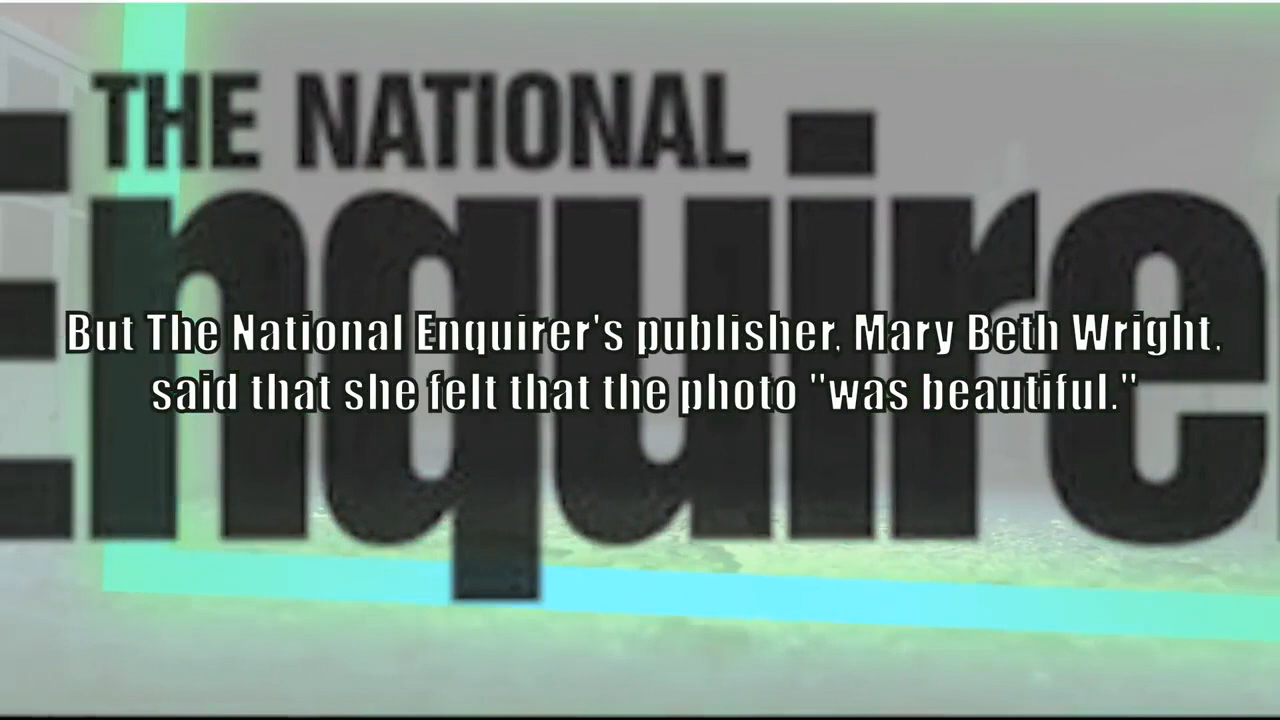 THE NATIONAL
Enquirer
But The National Enquirer's publisher, Mary Beth Wright,
said that she felt that the photo "was beautiful."